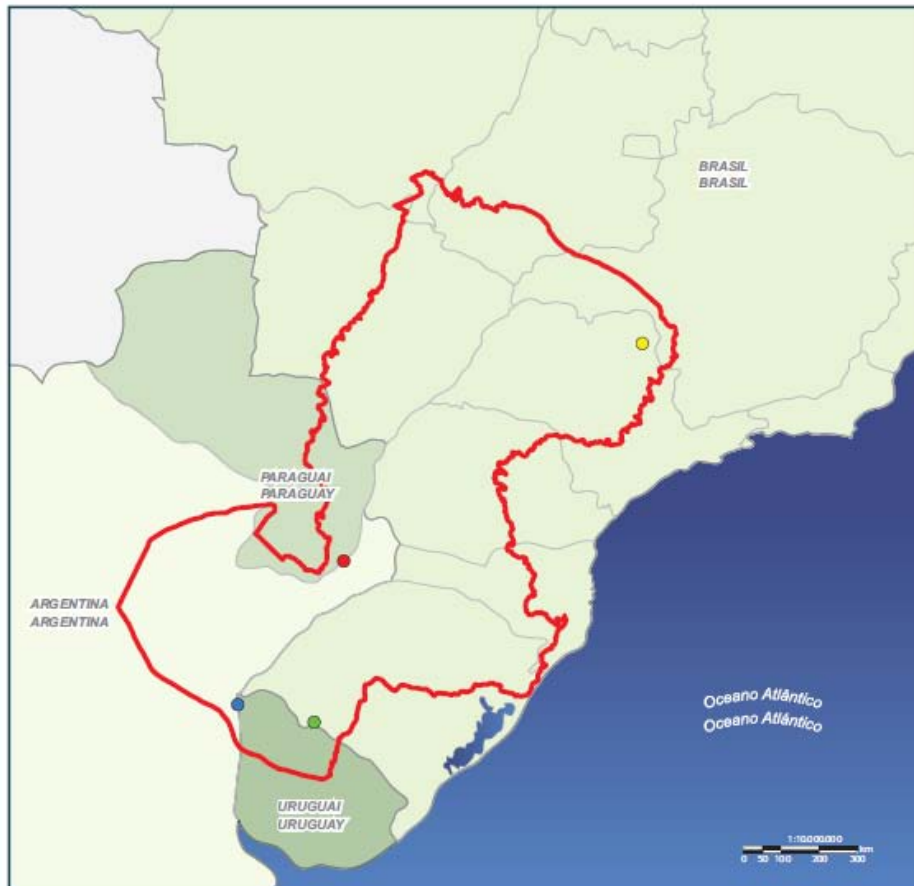 BRASIL
BRASIL
PARAGUAI
PARAGUAY
ARGENTINA
ARGENTINA
Oceano Atlântico
Oceano Atlântico
URUGUAI
URUGUAY
1:10.000.000
km
0 50 100 200 300